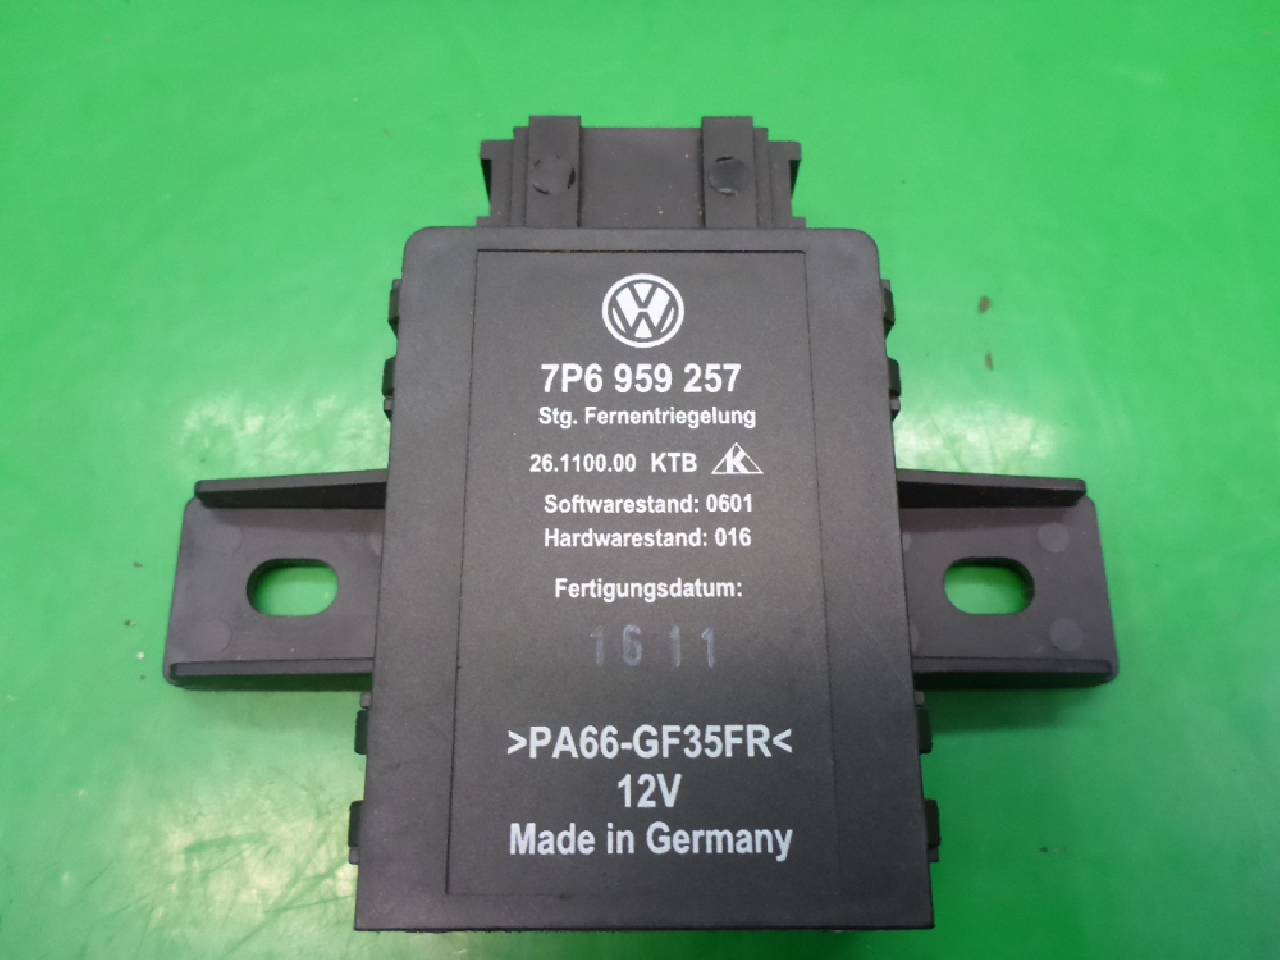 7P6 959 257
Stg. Fernentriegelung
26.1100.00 KTB K
Softwarestand: 0601
Hardwarestand: 016
Fertigungsdatum:
1611
>PA66-GF35FR<
12V
Made in Germany